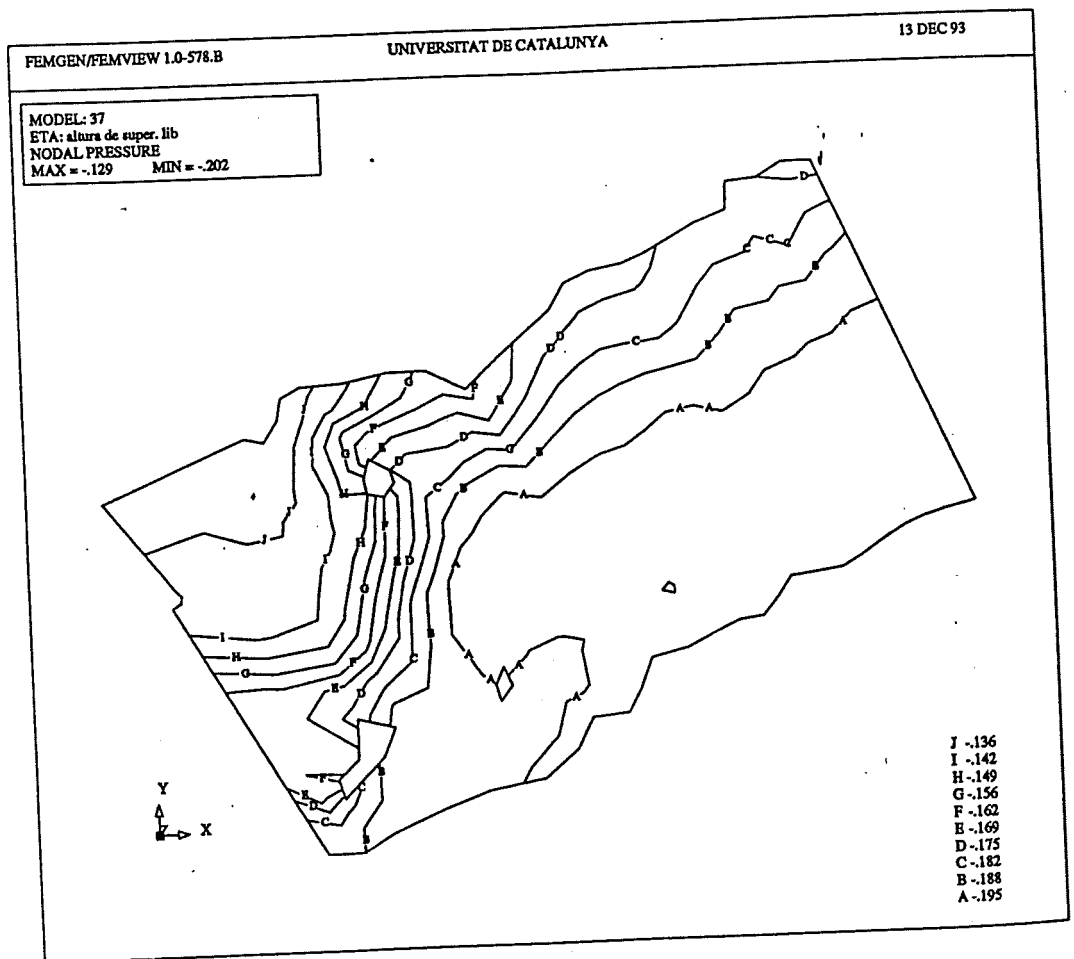 FEMGEN/FEMVIEW 1.0-578.B
UNIVERSITAT DE CATALUNYA
13 DEC 93
MODEL: 37
ETA: altura de super. lib
NODAL PRESSURE
MAX = -.129 MIN = -.202
D
C C C
B
A
C
B
B
A A
D
D
G
H
F
F
E
E
D
D
C
B
G
C
B
A
H
J
J
I
H
F
E D
G
A
I
H
G
F
E
D
C
B
A
A
A
A
F
E
D
C
C
B
B
Y
Z
X
J -.136
I -.142
H -.149
G -.156
F -.162
E -.169
D -.175
C -.182
B -.188
A -.195